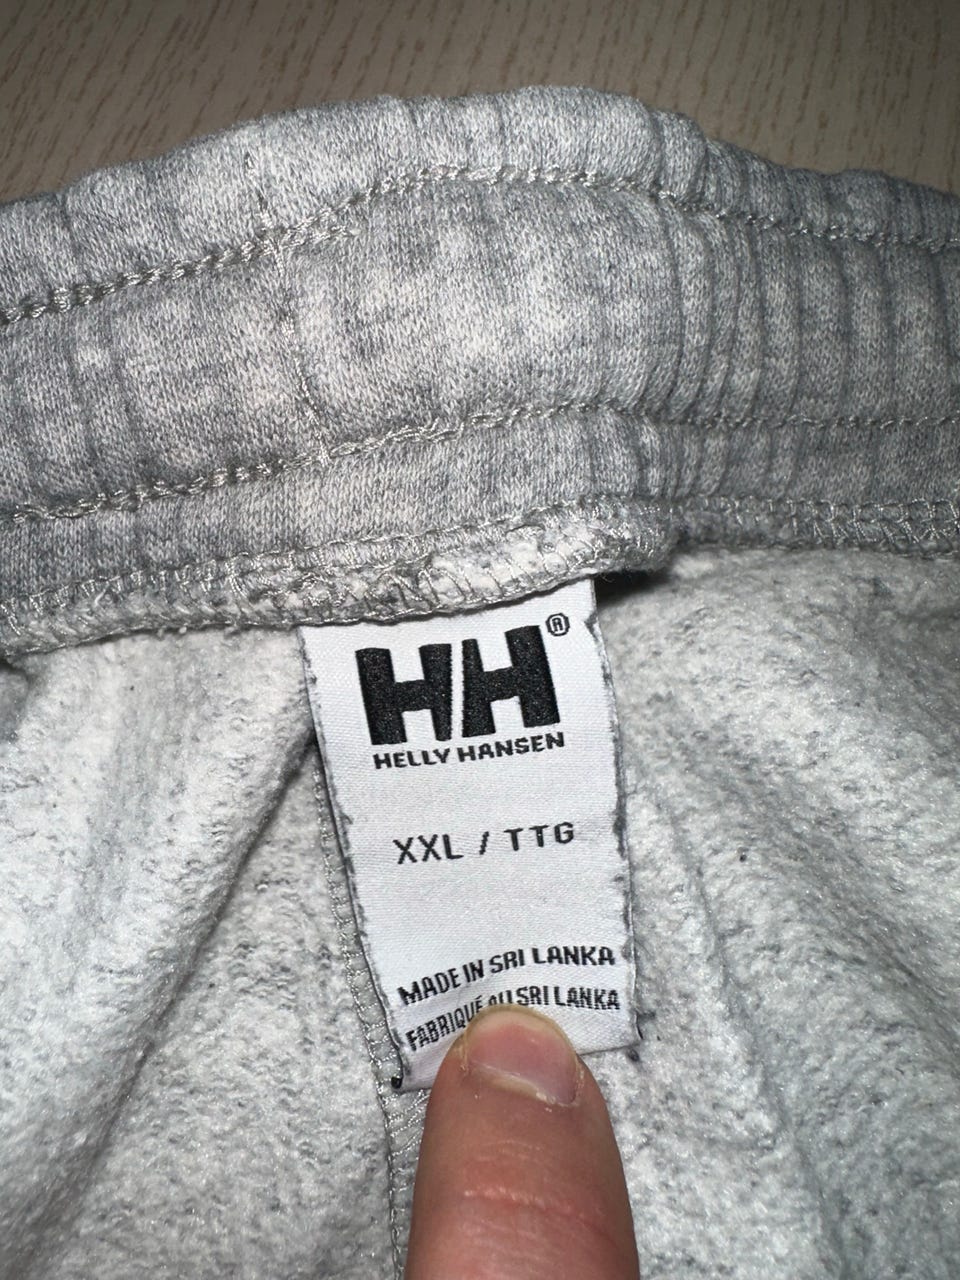 HH®
HELLY HANSEN
XXL / TTG
MADE IN SRI LANKA
FABRIQUÉ AU SRI LANKA